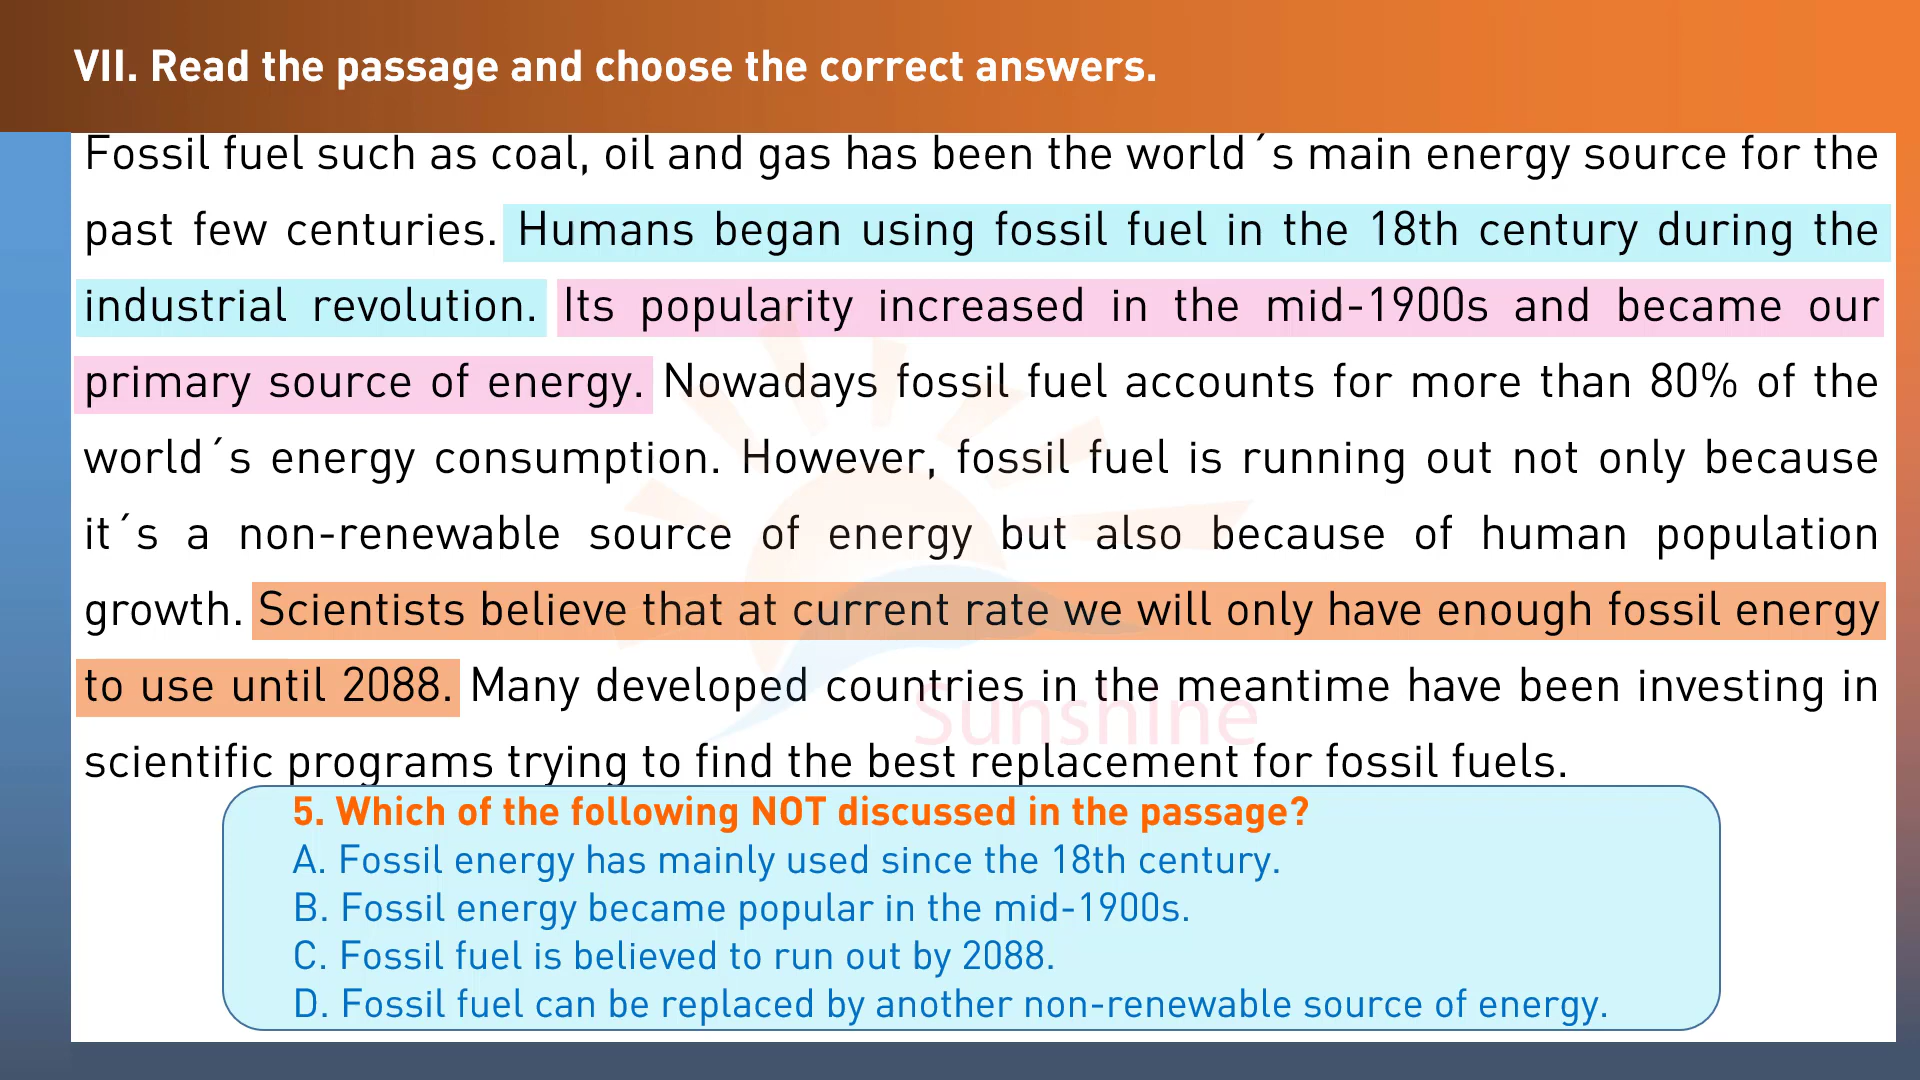 VII. Read the passage and choose the correct answers.
Fossil fuel such as coal, oil and gas has been the world´s main energy source for the
past few centuries. Humans began using fossil fuel in the 18th century during the
industrial revolution. Its popularity increased in the mid-1900s and became our
primary source of energy. Nowadays fossil fuel accounts for more than 80% of the
world´s energy consumption. However, fossil fuel is running out not only because
it´s a non-renewable source of energy but also because of human population
growth. Scientists believe that at current rate we will only have enough fossil energy
to use until 2088. Many developed countries in the meantime have been investing in
Sunshine
scientific programs trying to find the best replacement for fossil fuels.
5. Which of the following NOT discussed in the passage?
A. Fossil energy has mainly used since the 18th century.
B. Fossil energy became popular in the mid-1900s.
C. Fossil fuel is believed to run out by 2088.
D. Fossil fuel can be replaced by another non-renewable source of energy.